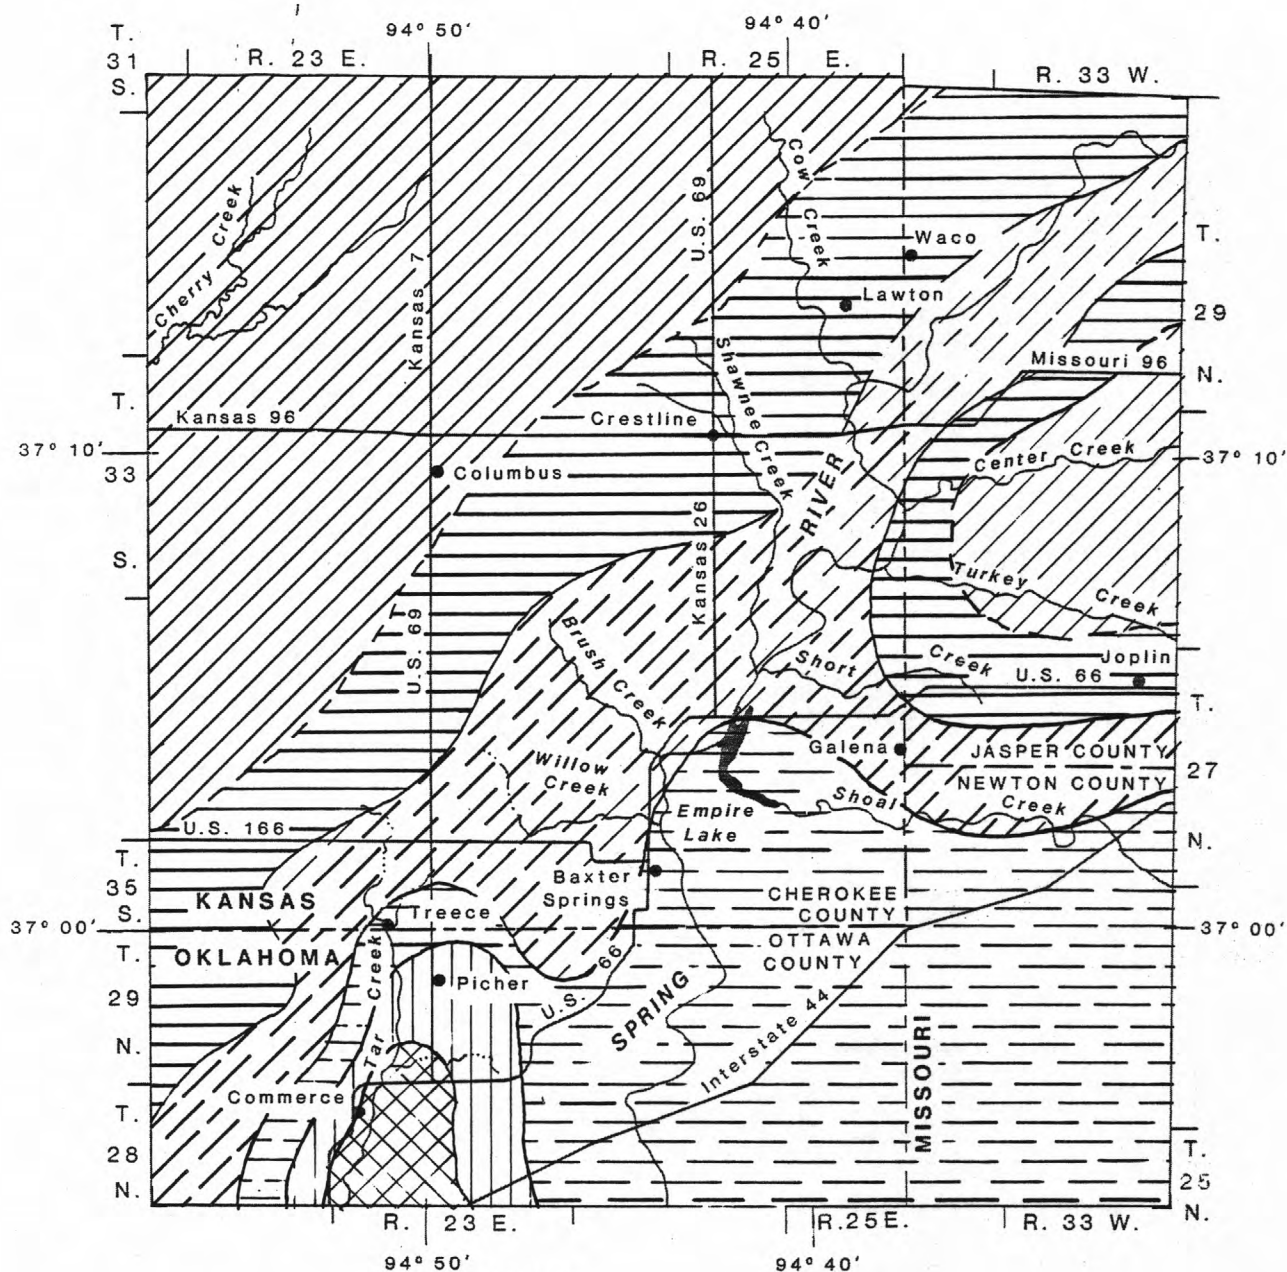 T.
31
S.
94° 50'
94° 40'
R. 23 E.
R. 25 E.
R. 33 W.
Cherry Creek
Kansas 7
U.S. 69
Cow Creek
Waco
Lawton
T.
29
N.
Shawnee Creek
Missouri 96
T.
33
S.
Kansas 96
Crestline
37° 10'
37° 10'
Columbus
Center Creek
RIVER
Kansas 26
Turkey Creek
U.S. 69
Brush Creek
Short Creek
Joplin
U.S. 66
T.
27
N.
Galena
JASPER COUNTY
NEWTON COUNTY
Willow
Creek
Empire
Lake
Shoal Creek
U.S. 166
T.
35
S.
Baxter
Springs
KANSAS
Treece
CHEROKEE
COUNTY
37° 00'
37° 00'
OKLAHOMA
OTTAWA
COUNTY
T.
29
N.
Tar Creek
Picher
U.S. 66
SPRING
Interstate 44
MISSOURI
Commerce
T.
28
N.
T.
25
N.
R. 23 E.
R.25E.
R. 33 W.
94° 50'
94° 40'